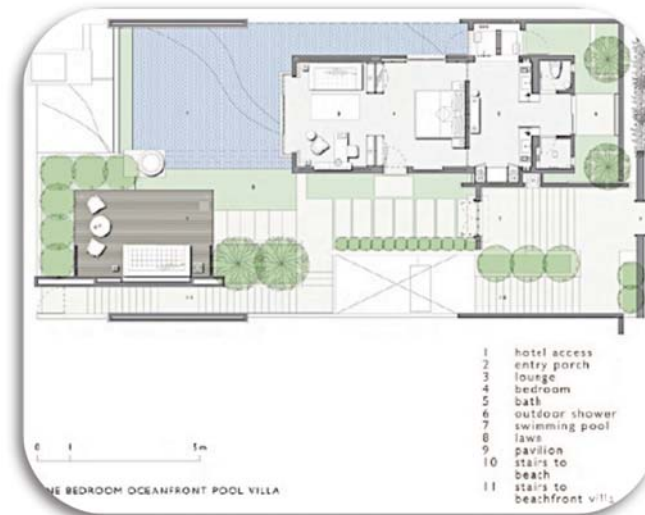 1 hotel access
2 entry porch
3 lounge
4 bedroom
5 bath
6 outdoor shower
7 swimming pool
8 lawn
9 pavilion
10 stairs to
beach
11 stairs to
beachfront villa
0 1 5m
NE BEDROOM OCEANFRONT POOL VILLA